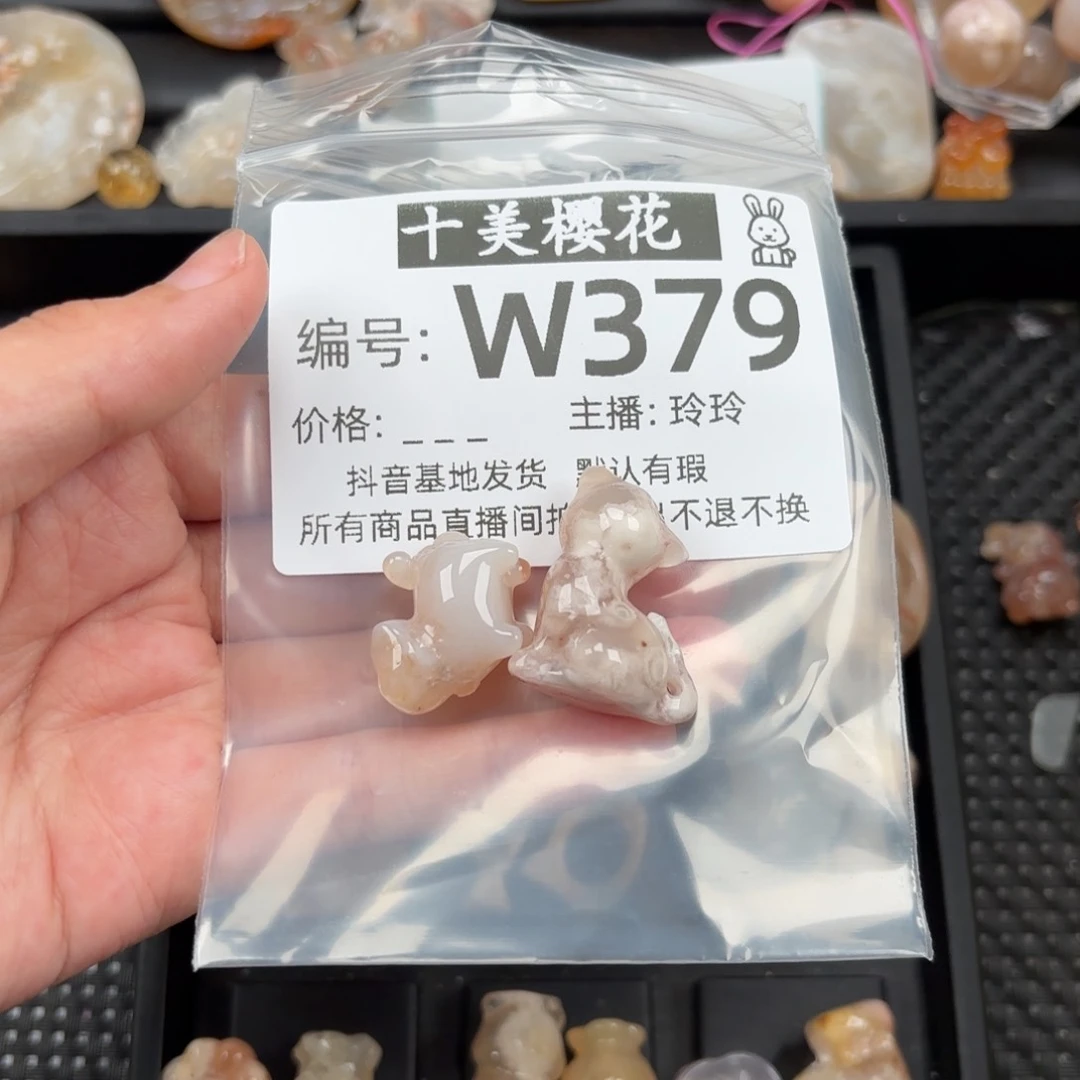 十美樱花
编号: W379
价格: _ _ _ 主播: 玲玲
抖音基地发货 默认有瑕
所有商品直播间拍 不退不换